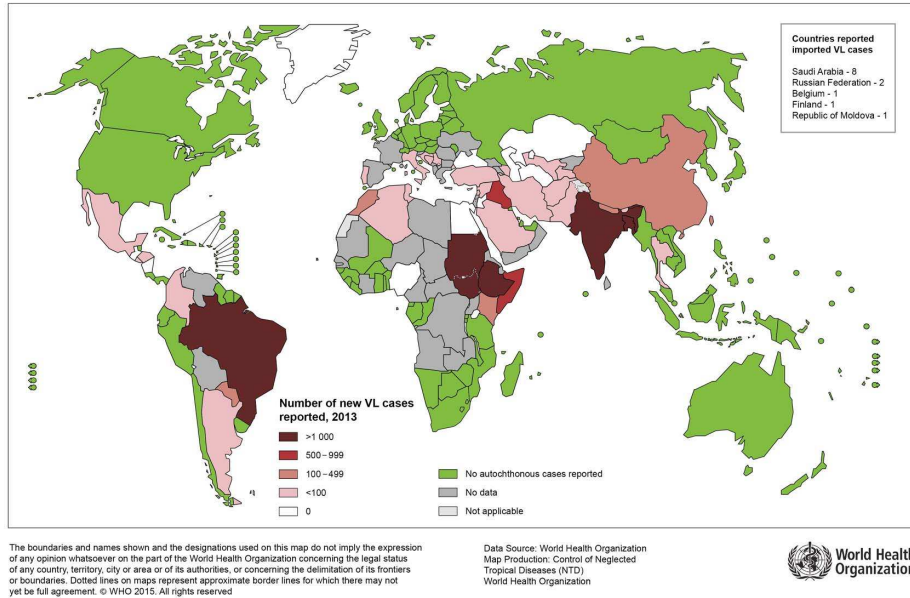 Countries reported
imported VL cases
Saudi Arabia - 8
Russian Federation - 2
Belgium - 1
Finland - 1
Republic of Moldova - 1
Number of new VL cases
reported, 2013
>1 000
500–999
100–499
<100
0
No autochthonous cases reported
No data
Not applicable
The boundaries and names shown and the designations used on this map do not imply the expression
of any opinion whatsoever on the part of the World Health Organization concerning the legal status
of any country, territory, city or area or of its authorities, or concerning the delimitation of its frontiers
or boundaries. Dotted lines on maps represent approximate border lines for which there may not
yet be full agreement. © WHO 2015. All rights reserved
Data Source: World Health Organization
Map Production: Control of Neglected
Tropical Diseases (NTD)
World Health Organization
World Health
Organization